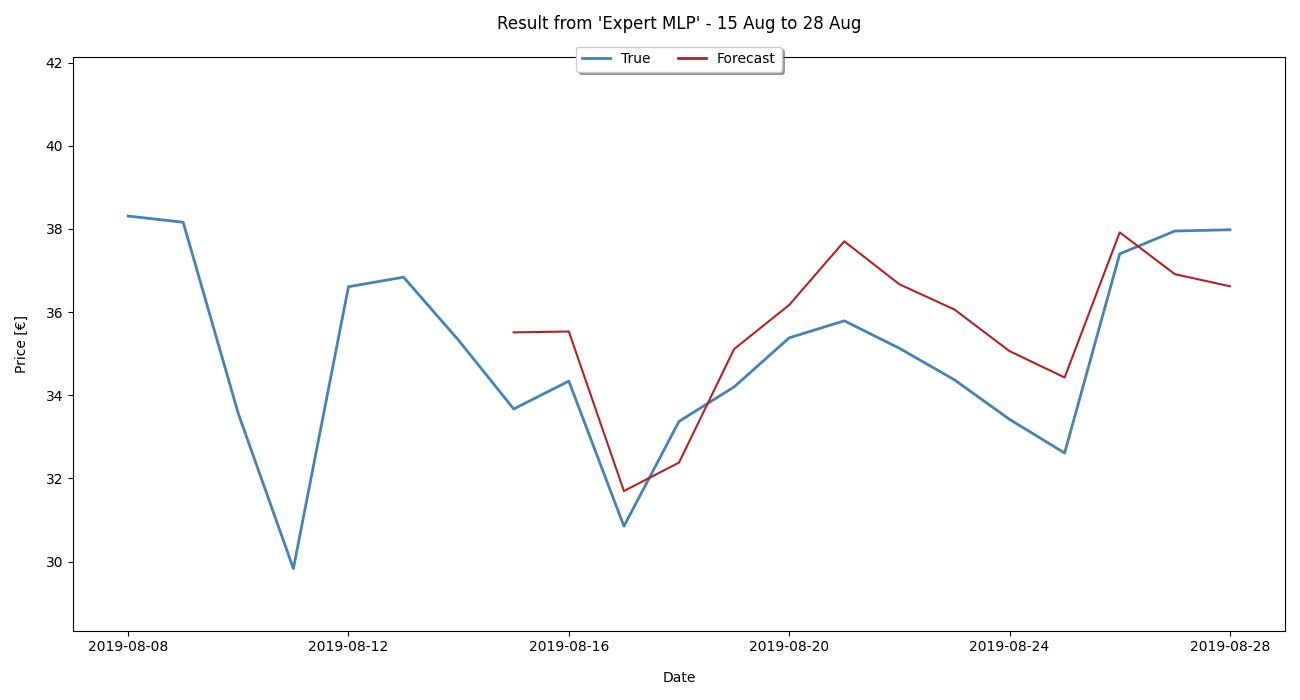 Result from 'Expert MLP' - 15 Aug to 28 Aug
True Forecast
42
40
38
36
34
32
30
Price [€]
2019-08-08 2019-08-12 2019-08-16 2019-08-20 2019-08-24 2019-08-28
Date